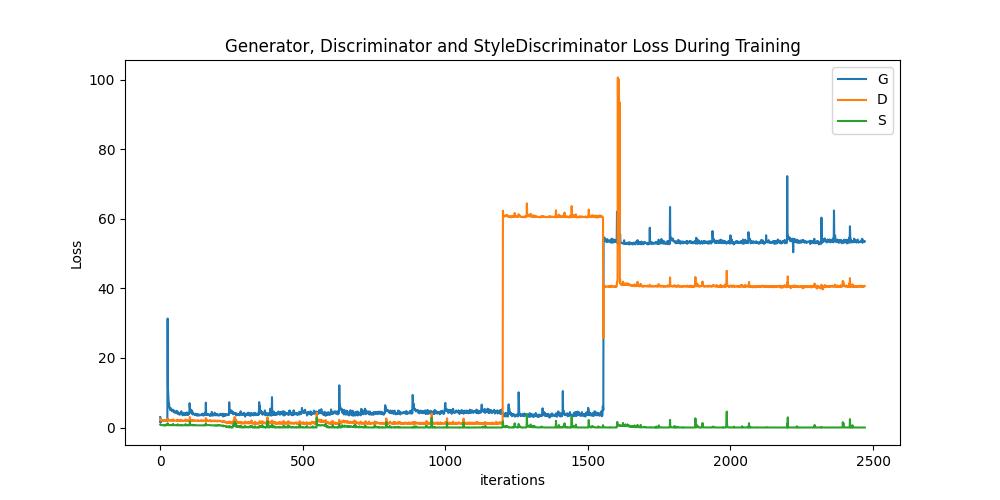 Generator, Discriminator and StyleDiscriminator Loss During Training
G
D
S
100
80
60
40
20
0
Loss
0 500 1000 1500 2000 2500
iterations